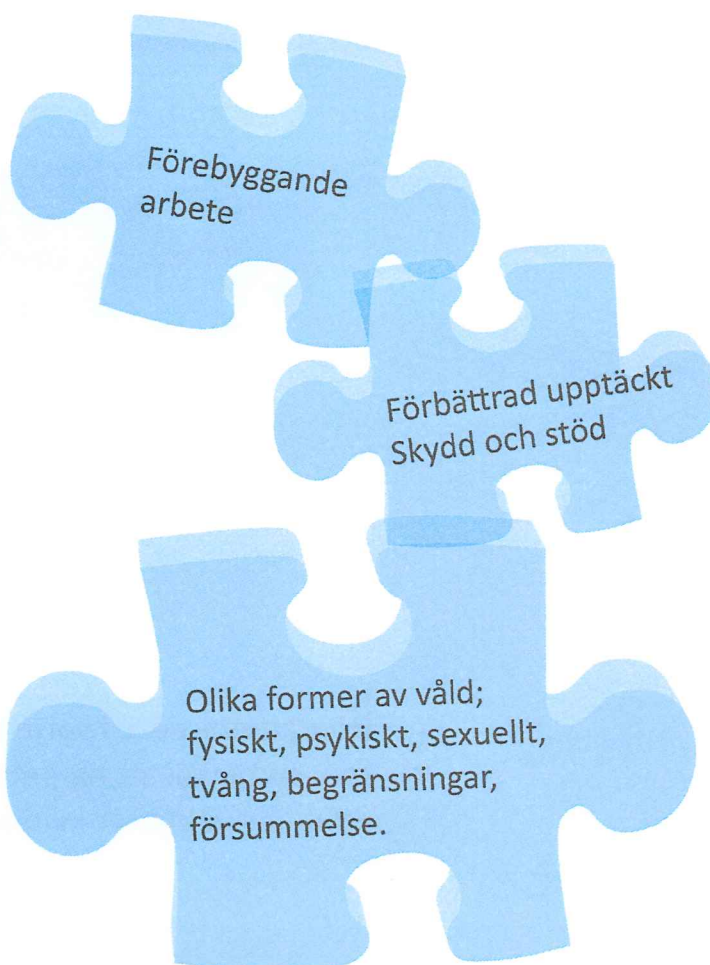 Förebyggande
arbete
Förbättrad upptäckt
Skydd och stöd
Olika former av våld;
fysiskt, psykiskt, sexuellt,
tvång, begränsningar,
försummelse.